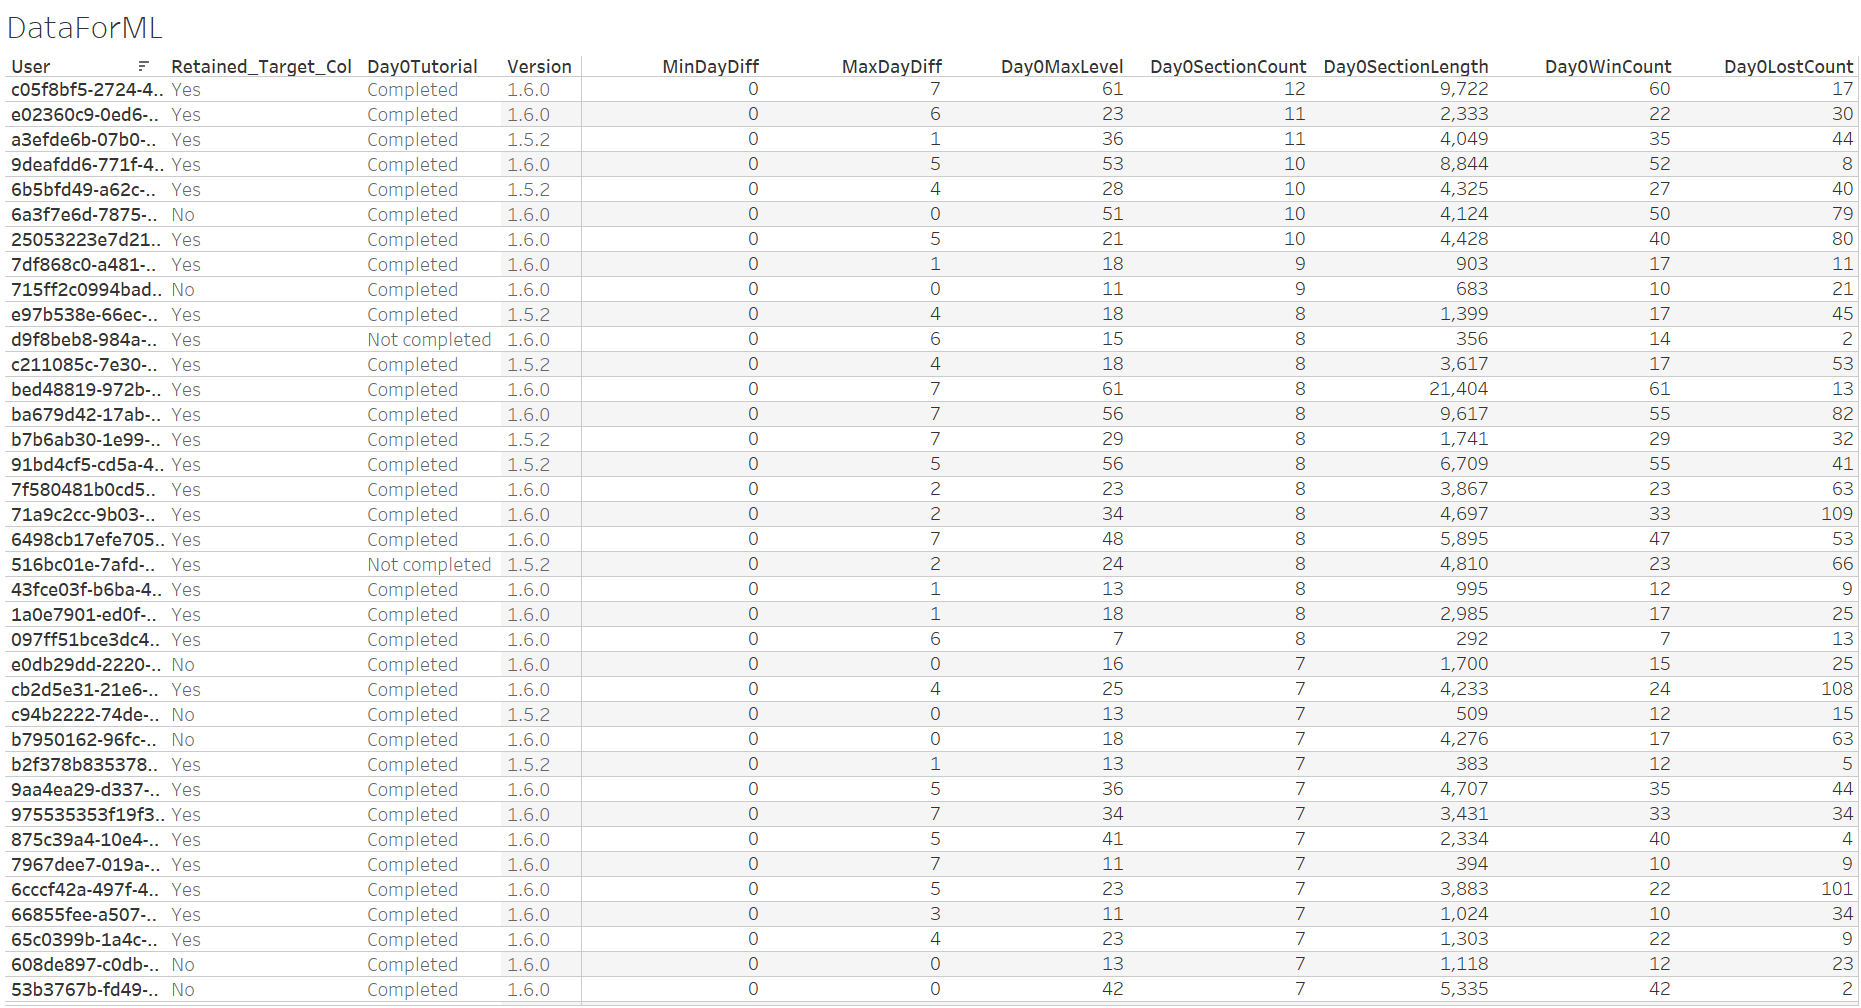 DataForML
User Retained_Target_Col Day0Tutorial Version MinDayDiff MaxDayDiff Day0MaxLevel Day0SectionCount Day0SectionLength Day0WinCount Day0LostCount
c05f8bf5-2724-4.. Yes Completed 1.6.0 0 7 61 12 9,722 60 17
e02360c9-0ed6-.. Yes Completed 1.6.0 0 6 23 11 2,333 22 30
a3efde6b-07b0-.. Yes Completed 1.5.2 0 1 36 11 4,049 35 44
9deafdd6-771f-4.. Yes Completed 1.6.0 0 5 53 10 8,844 52 8
6b5bfd49-a62c-.. Yes Completed 1.5.2 0 4 28 10 4,325 27 40
6a3f7e6d-7875-.. No Completed 1.6.0 0 0 51 10 4,124 50 79
25053223e7d21.. Yes Completed 1.6.0 0 5 21 10 4,428 40 80
7df868c0-a481-.. Yes Completed 1.6.0 0 1 18 9 903 17 11
715ff2c0994bad.. No Completed 1.6.0 0 0 11 9 683 10 21
e97b538e-66ec-.. Yes Completed 1.5.2 0 4 18 8 1,399 17 45
d9f8beb8-984a-.. Yes Not completed 1.6.0 0 6 15 8 356 14 2
c211085c-7e30-.. Yes Completed 1.5.2 0 4 18 8 3,617 17 53
bed48819-972b-.. Yes Completed 1.6.0 0 7 61 8 21,404 61 13
ba679d42-17ab-.. Yes Completed 1.6.0 0 7 56 8 9,617 55 82
b7b6ab30-1e99-.. Yes Completed 1.5.2 0 7 29 8 1,741 29 32
91bd4cf5-cd5a-4.. Yes Completed 1.5.2 0 5 56 8 6,709 55 41
7f580481b0cd5.. Yes Completed 1.6.0 0 2 23 8 3,867 23 63
71a9c2cc-9b03-.. Yes Completed 1.6.0 0 2 34 8 4,697 33 109
6498cb17efe705.. Yes Completed 1.6.0 0 7 48 8 5,895 47 53
516bc01e-7afd-.. Yes Not completed 1.5.2 0 2 24 8 4,810 23 66
43fce03f-b6ba-4.. Yes Completed 1.6.0 0 1 13 8 995 12 9
1a0e7901-ed0f-.. Yes Completed 1.6.0 0 1 18 8 2,985 17 25
097ff51bce3dc4.. Yes Completed 1.6.0 0 6 7 8 292 7 13
e0db29dd-2220-.. No Completed 1.6.0 0 0 16 7 1,700 15 25
cb2d5e31-21e6-.. Yes Completed 1.6.0 0 4 25 7 4,233 24 108
c94b2222-74de-.. No Completed 1.5.2 0 0 13 7 509 12 15
b7950162-96fc-.. No Completed 1.6.0 0 0 18 7 4,276 17 63
b2f378b835378.. Yes Completed 1.5.2 0 1 13 7 383 12 5
9aa4ea29-d337-.. Yes Completed 1.6.0 0 5 36 7 4,707 35 44
975535353f19f3.. Yes Completed 1.6.0 0 7 34 7 3,431 33 34
875c39a4-10e4-.. Yes Completed 1.6.0 0 5 41 7 2,334 40 4
7967dee7-019a-.. Yes Completed 1.6.0 0 7 11 7 394 10 9
6cccf42a-497f-4.. Yes Completed 1.6.0 0 5 23 7 3,883 22 101
66855fee-a507-.. Yes Completed 1.6.0 0 3 11 7 1,024 10 34
65c0399b-1a4c-.. Yes Completed 1.6.0 0 4 23 7 1,303 22 9
608de897-c0db-.. No Completed 1.6.0 0 0 13 7 1,118 12 23
53b3767b-fd49-.. No Completed 1.6.0 0 0 42 7 5,335 42 2